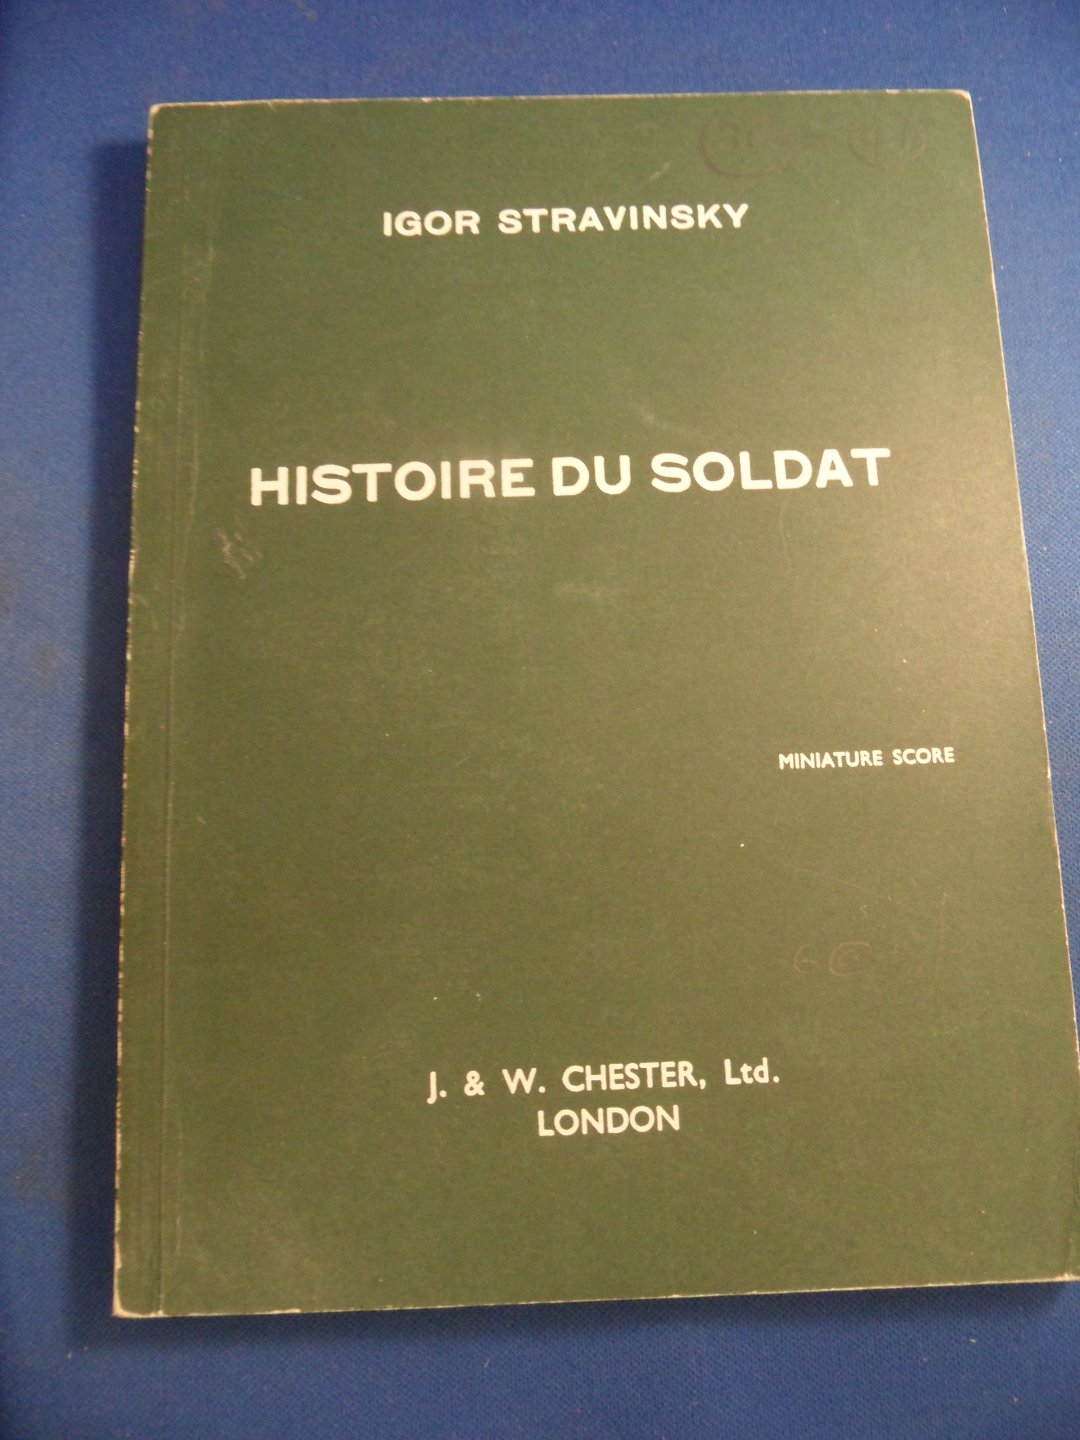 IGOR STRAVINSKY
HISTOIRE DU SOLDAT
MINIATURE SCORE
J. & W. CHESTER, Ltd.
LONDON